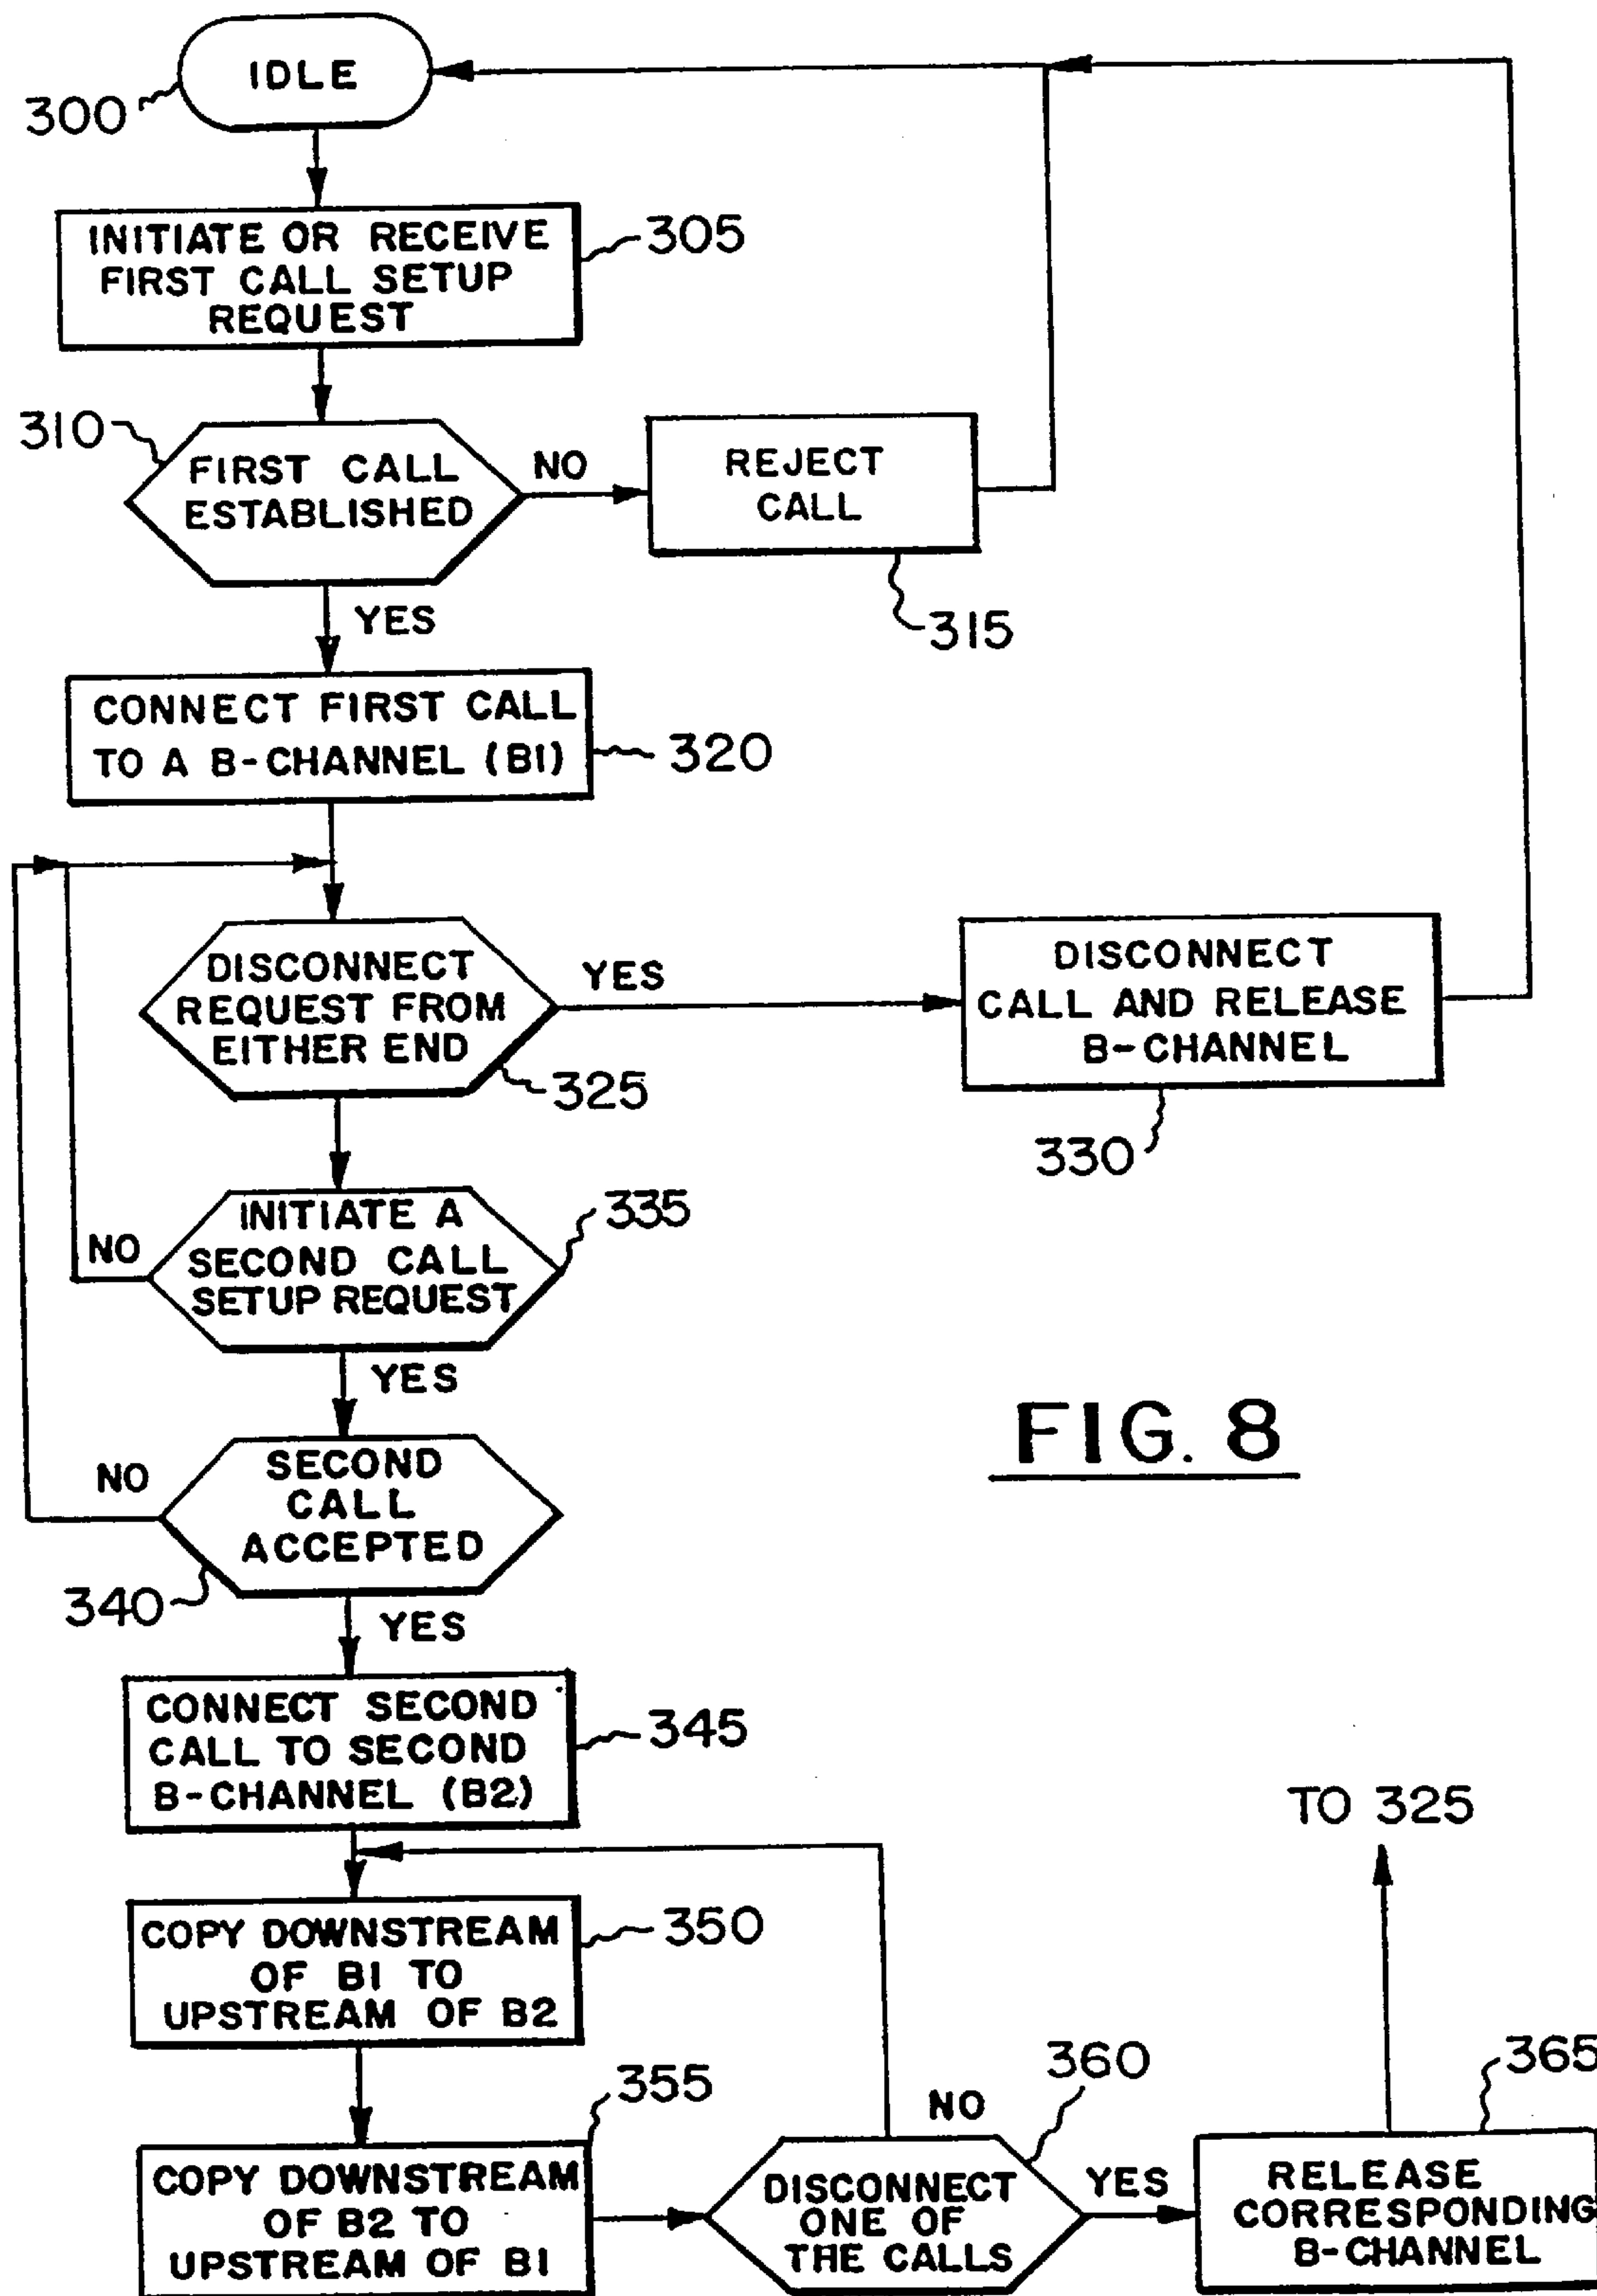 IDLE
300
INITIATE OR RECEIVE
FIRST CALL SETUP
REQUEST
305
310
FIRST CALL
ESTABLISHED
NO
REJECT
CALL
315
YES
CONNECT FIRST CALL
TO A B-CHANNEL (B1)
320
DISCONNECT
REQUEST FROM
EITHER END
325
YES
DISCONNECT
CALL AND RELEASE
B-CHANNEL
330
INITIATE A
SECOND CALL
SETUP REQUEST
335
NO
YES
SECOND
CALL
ACCEPTED
NO
340
YES
FIG. 8
CONNECT SECOND
CALL TO SECOND
B-CHANNEL (B2)
345
COPY DOWNSTREAM
OF B1 TO
UPSTREAM OF B2
350
COPY DOWNSTREAM
OF B2 TO
UPSTREAM OF B1
355
DISCONNECT
ONE OF
THE CALLS
360
NO
YES
RELEASE
CORRESPONDING
B-CHANNEL
365
TO 325